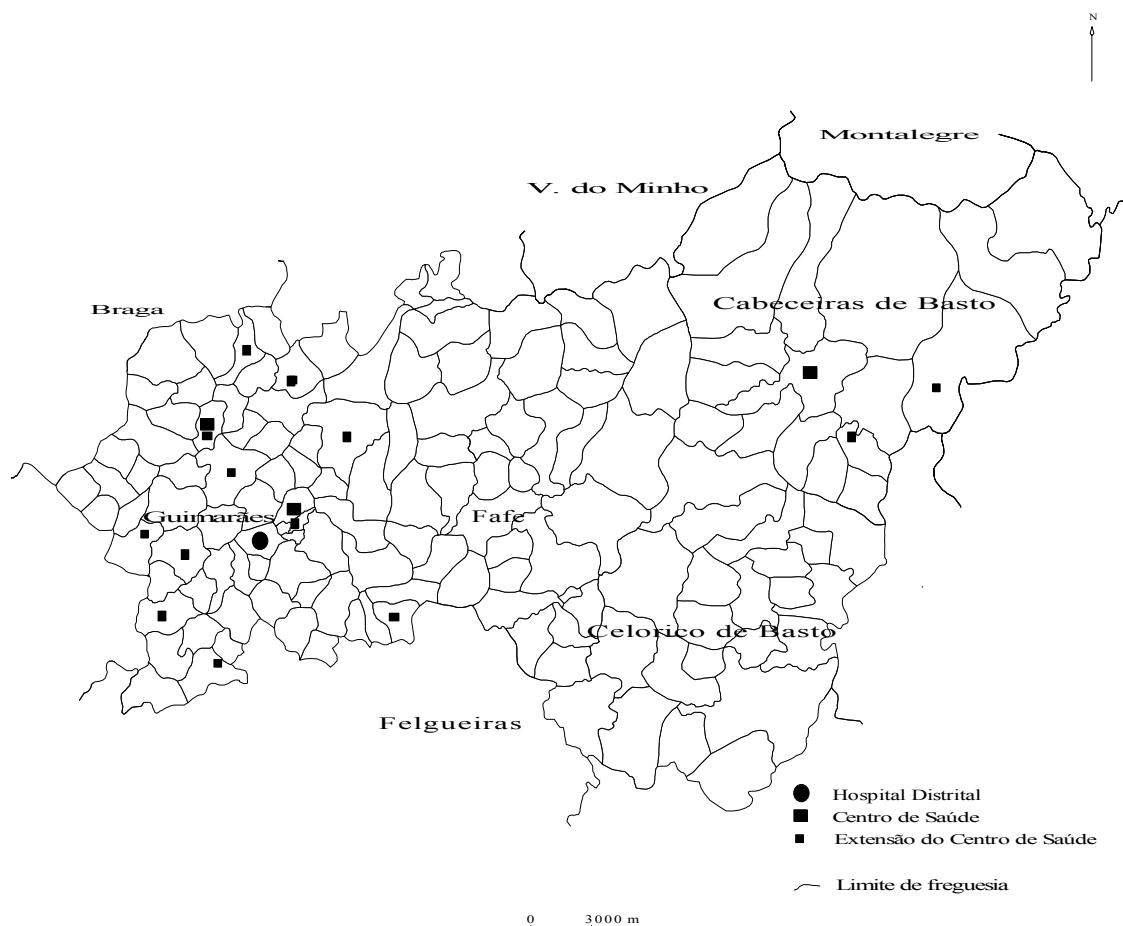 N
Montalegre
V. do Minho
Cabeceiras de Basto
Braga
Guimarães
Fafe
Celorico de Basto
Felgueiras
Hospital Distrital
Centro de Saúde
Extensão do Centro de Saúde
Limite de freguesia
0 3000 m